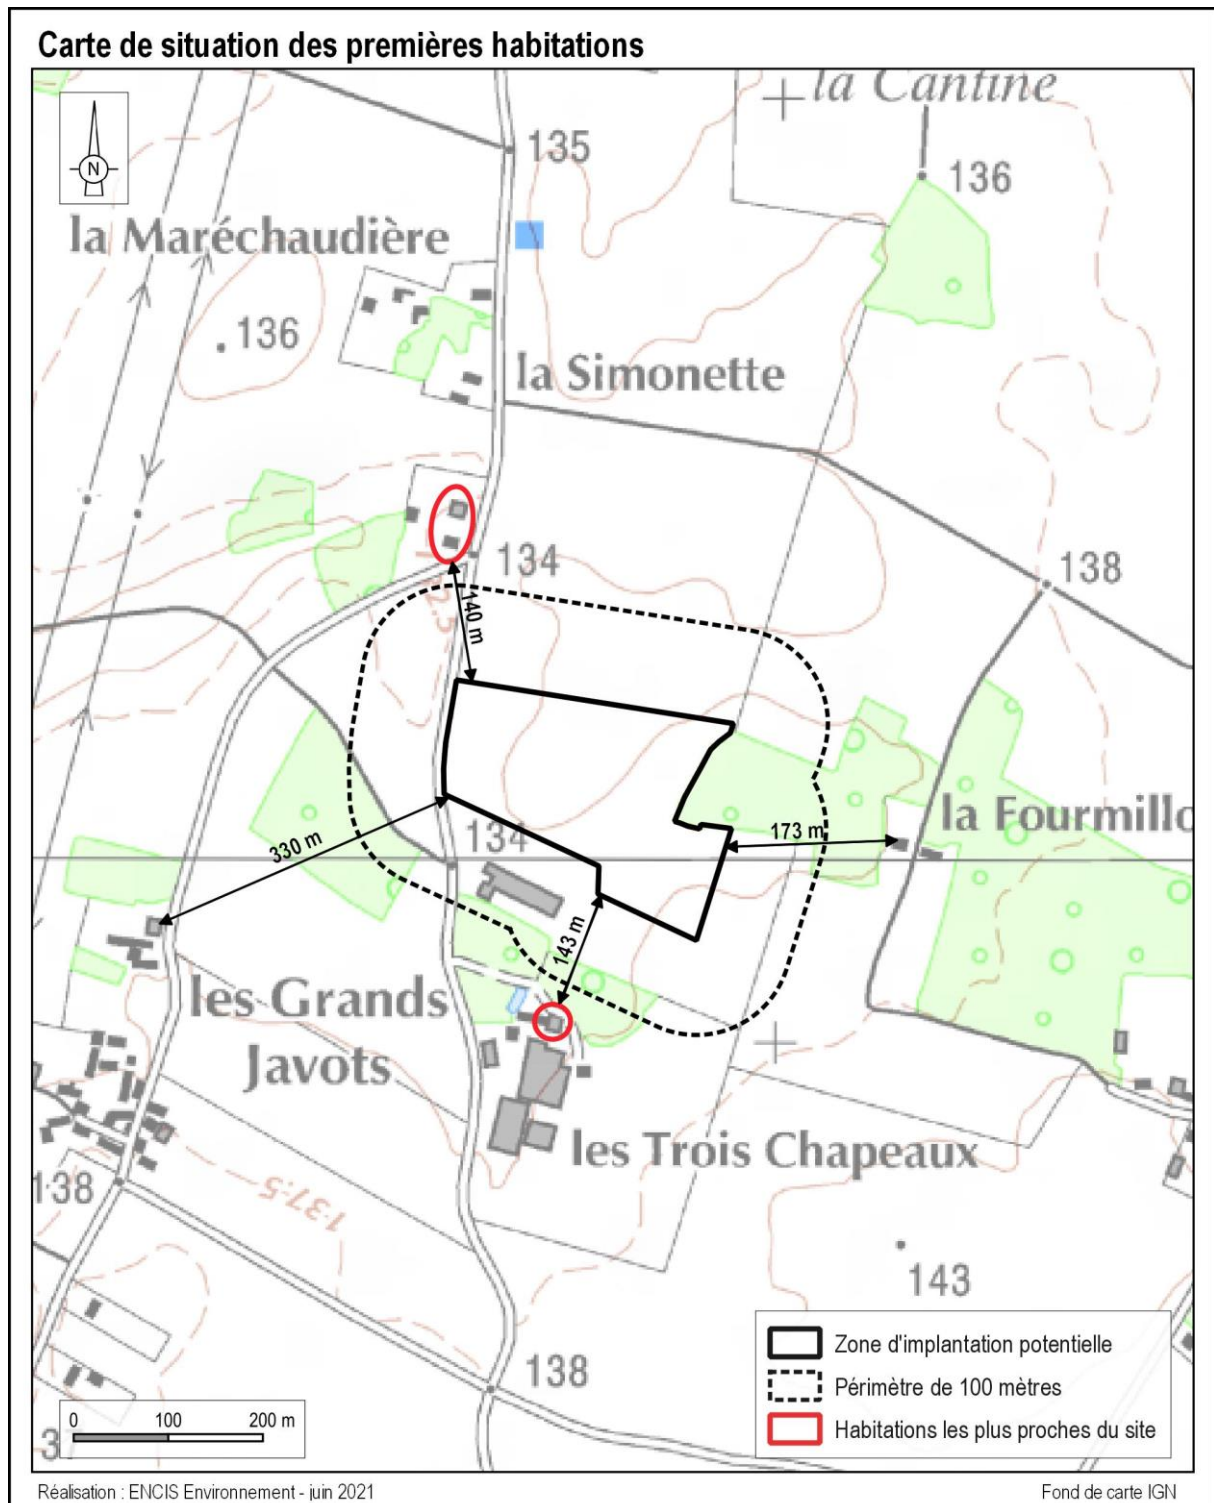 Carte de situation des premières habitations
la Cantine
N
135
136
la Maréchaudière
136
la Simonette
134
138
140 m
2.5
la Fourmillo
173 m
330 m
134
143 m
les Grands
Javots
les Trois Chapeaux
138
137.5
143
138
Zone d'implantation potentielle
Périmètre de 100 mètres
Habitations les plus proches du site
0 100 200 m
Réalisation : ENCIS Environnement - juin 2021
Fond de carte IGN